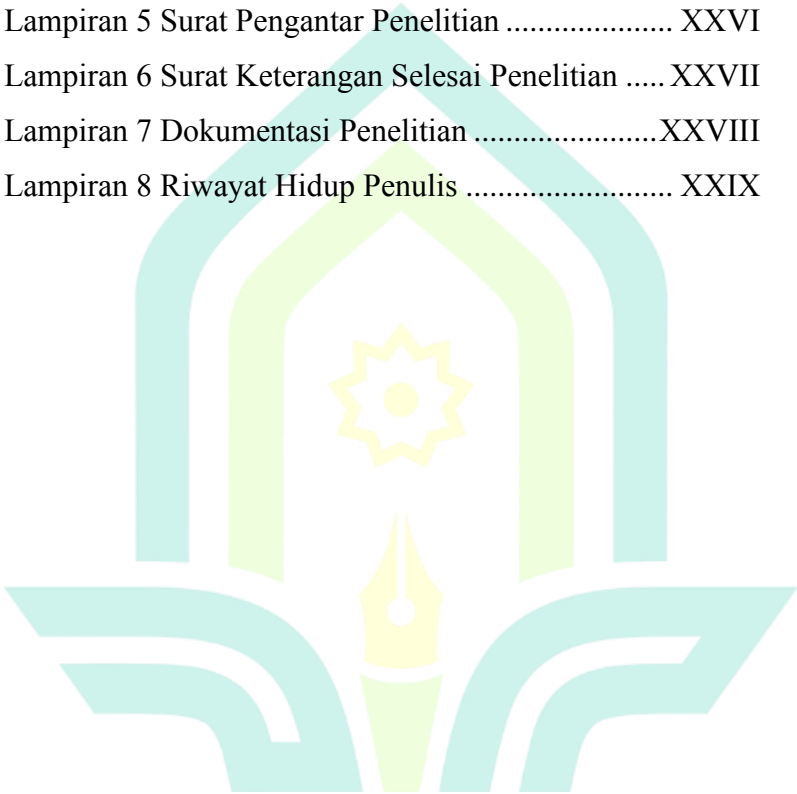 Lampiran 5 Surat Pengantar Penelitian ..................... XXVI
Lampiran 6 Surat Keterangan Selesai Penelitian ..... XXVII
Lampiran 7 Dokumentasi Penelitian .......................XXVIII
Lampiran 8 Riwayat Hidup Penulis .......................... XXIX